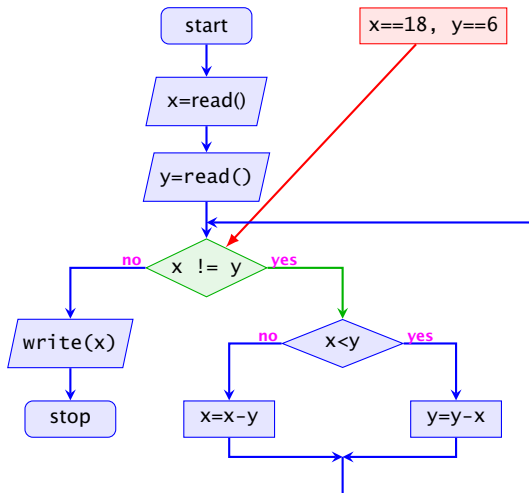 start
x==18, y==6
x=read()
y=read()
no
x != y
yes
write(x)
no
x<y
yes
stop
x=x-y
y=y-x